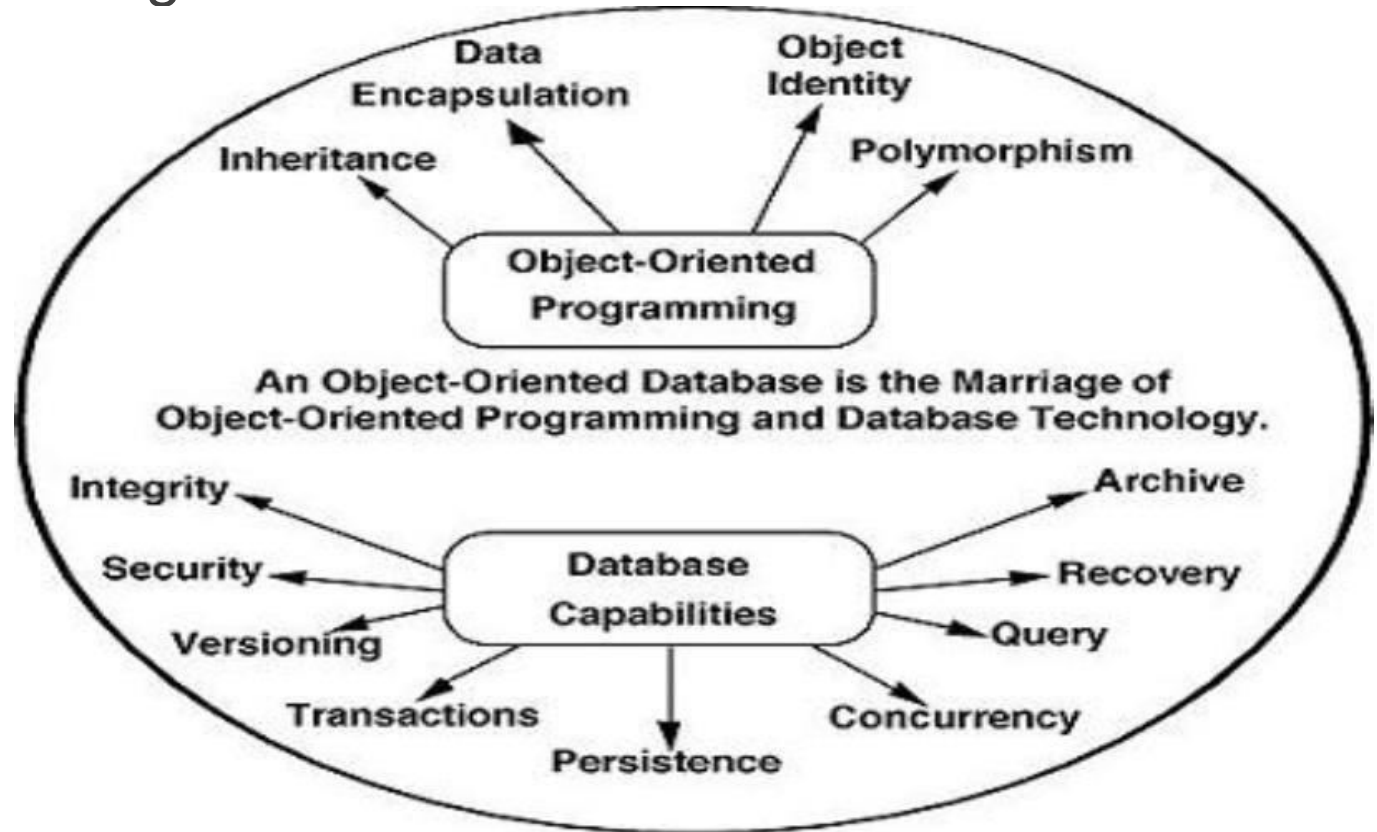 Data
Encapsulation
Object
Identity
Inheritance
Polymorphism
Object-Oriented
Programming
An Object-Oriented Database is the Marriage of
Object-Oriented Programming and Database Technology.
Integrity
Archive
Database
Capabilities
Security
Recovery
Versioning
Query
Transactions
Concurrency
Persistence